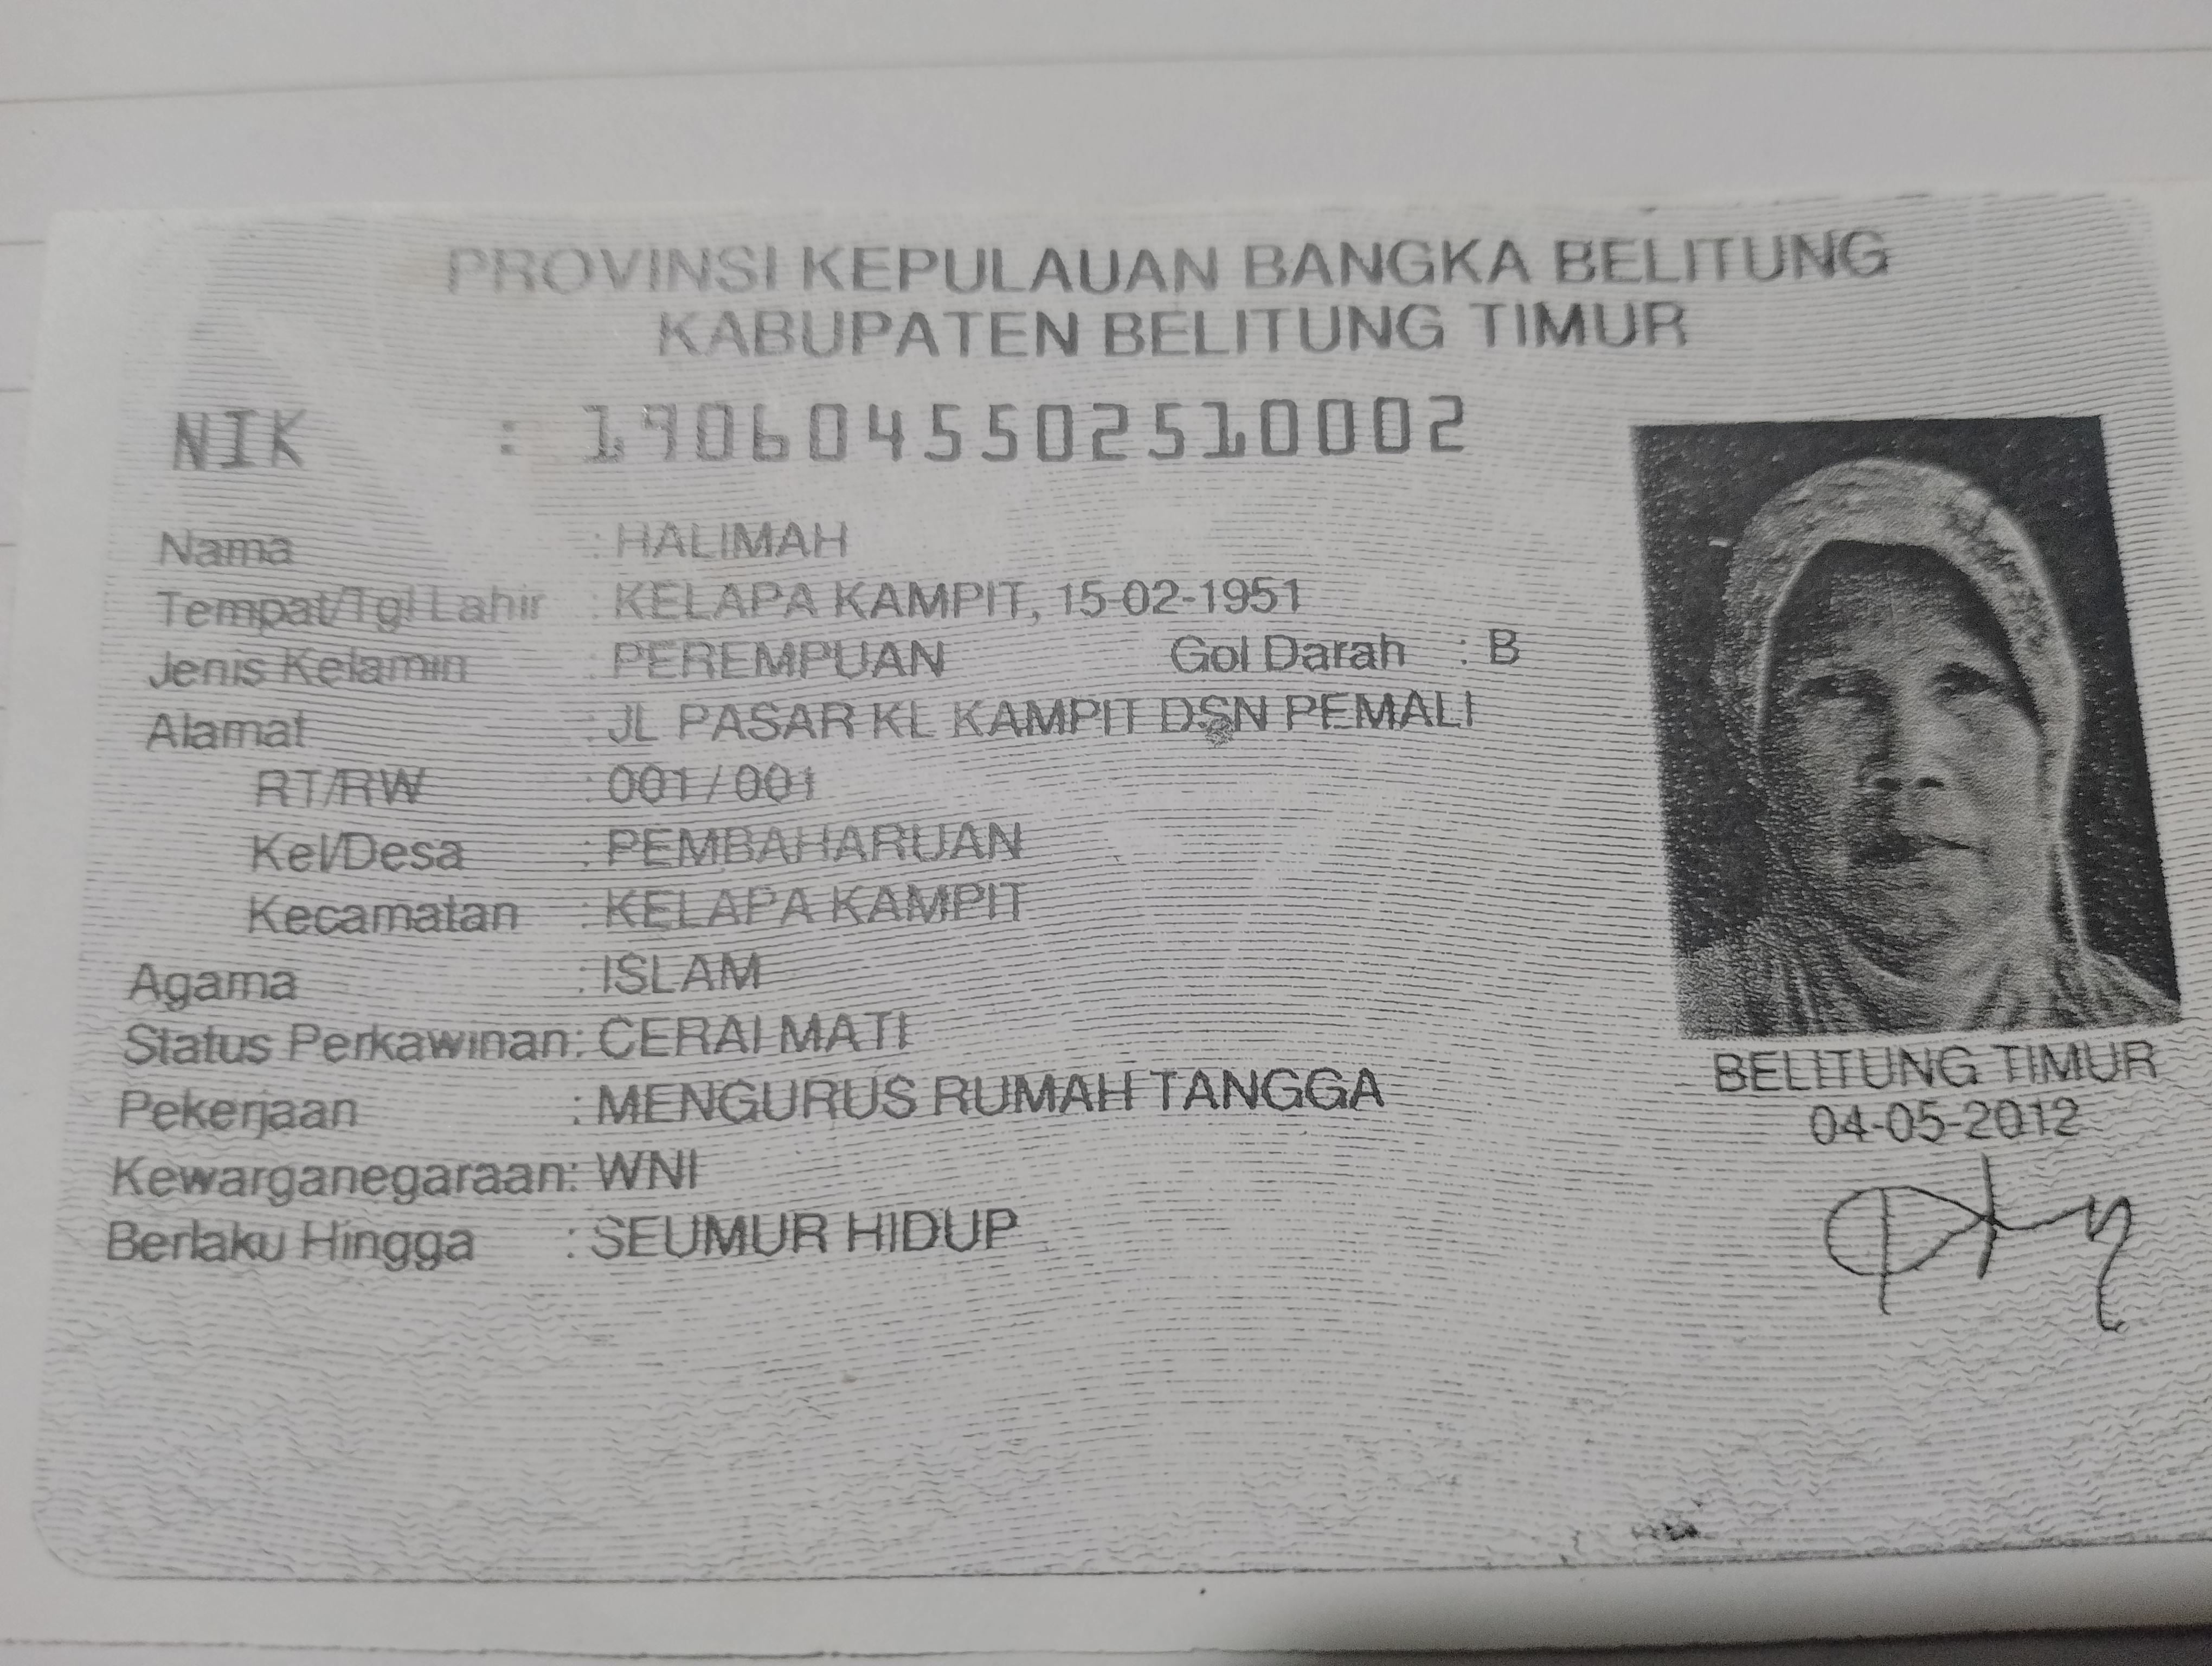 PROVINSI KEPULAUAN BANGKA BELITUNG
KABUPATEN BELITUNG TIMUR
NIK : 1906045502510002
Nama : HALIMAH
Tempat/Tgl Lahir : KELAPA KAMPIT, 15-02-1951
Jenis Kelamin : PEREMPUAN Gol Darah : B
Alamat : JL PASAR KL KAMPIT DSN PEMALI
RT/RW : 001/001
Kel/Desa : PEMBAHARUAN
Kecamatan : KELAPA KAMPIT
Agama : ISLAM
Status Perkawinan: CERAI MATI
Pekerjaan : MENGURUS RUMAH TANGGA
Kewarganegaraan: WNI
Berlaku Hingga : SEUMUR HIDUP
BELITUNG TIMUR
04-05-2012